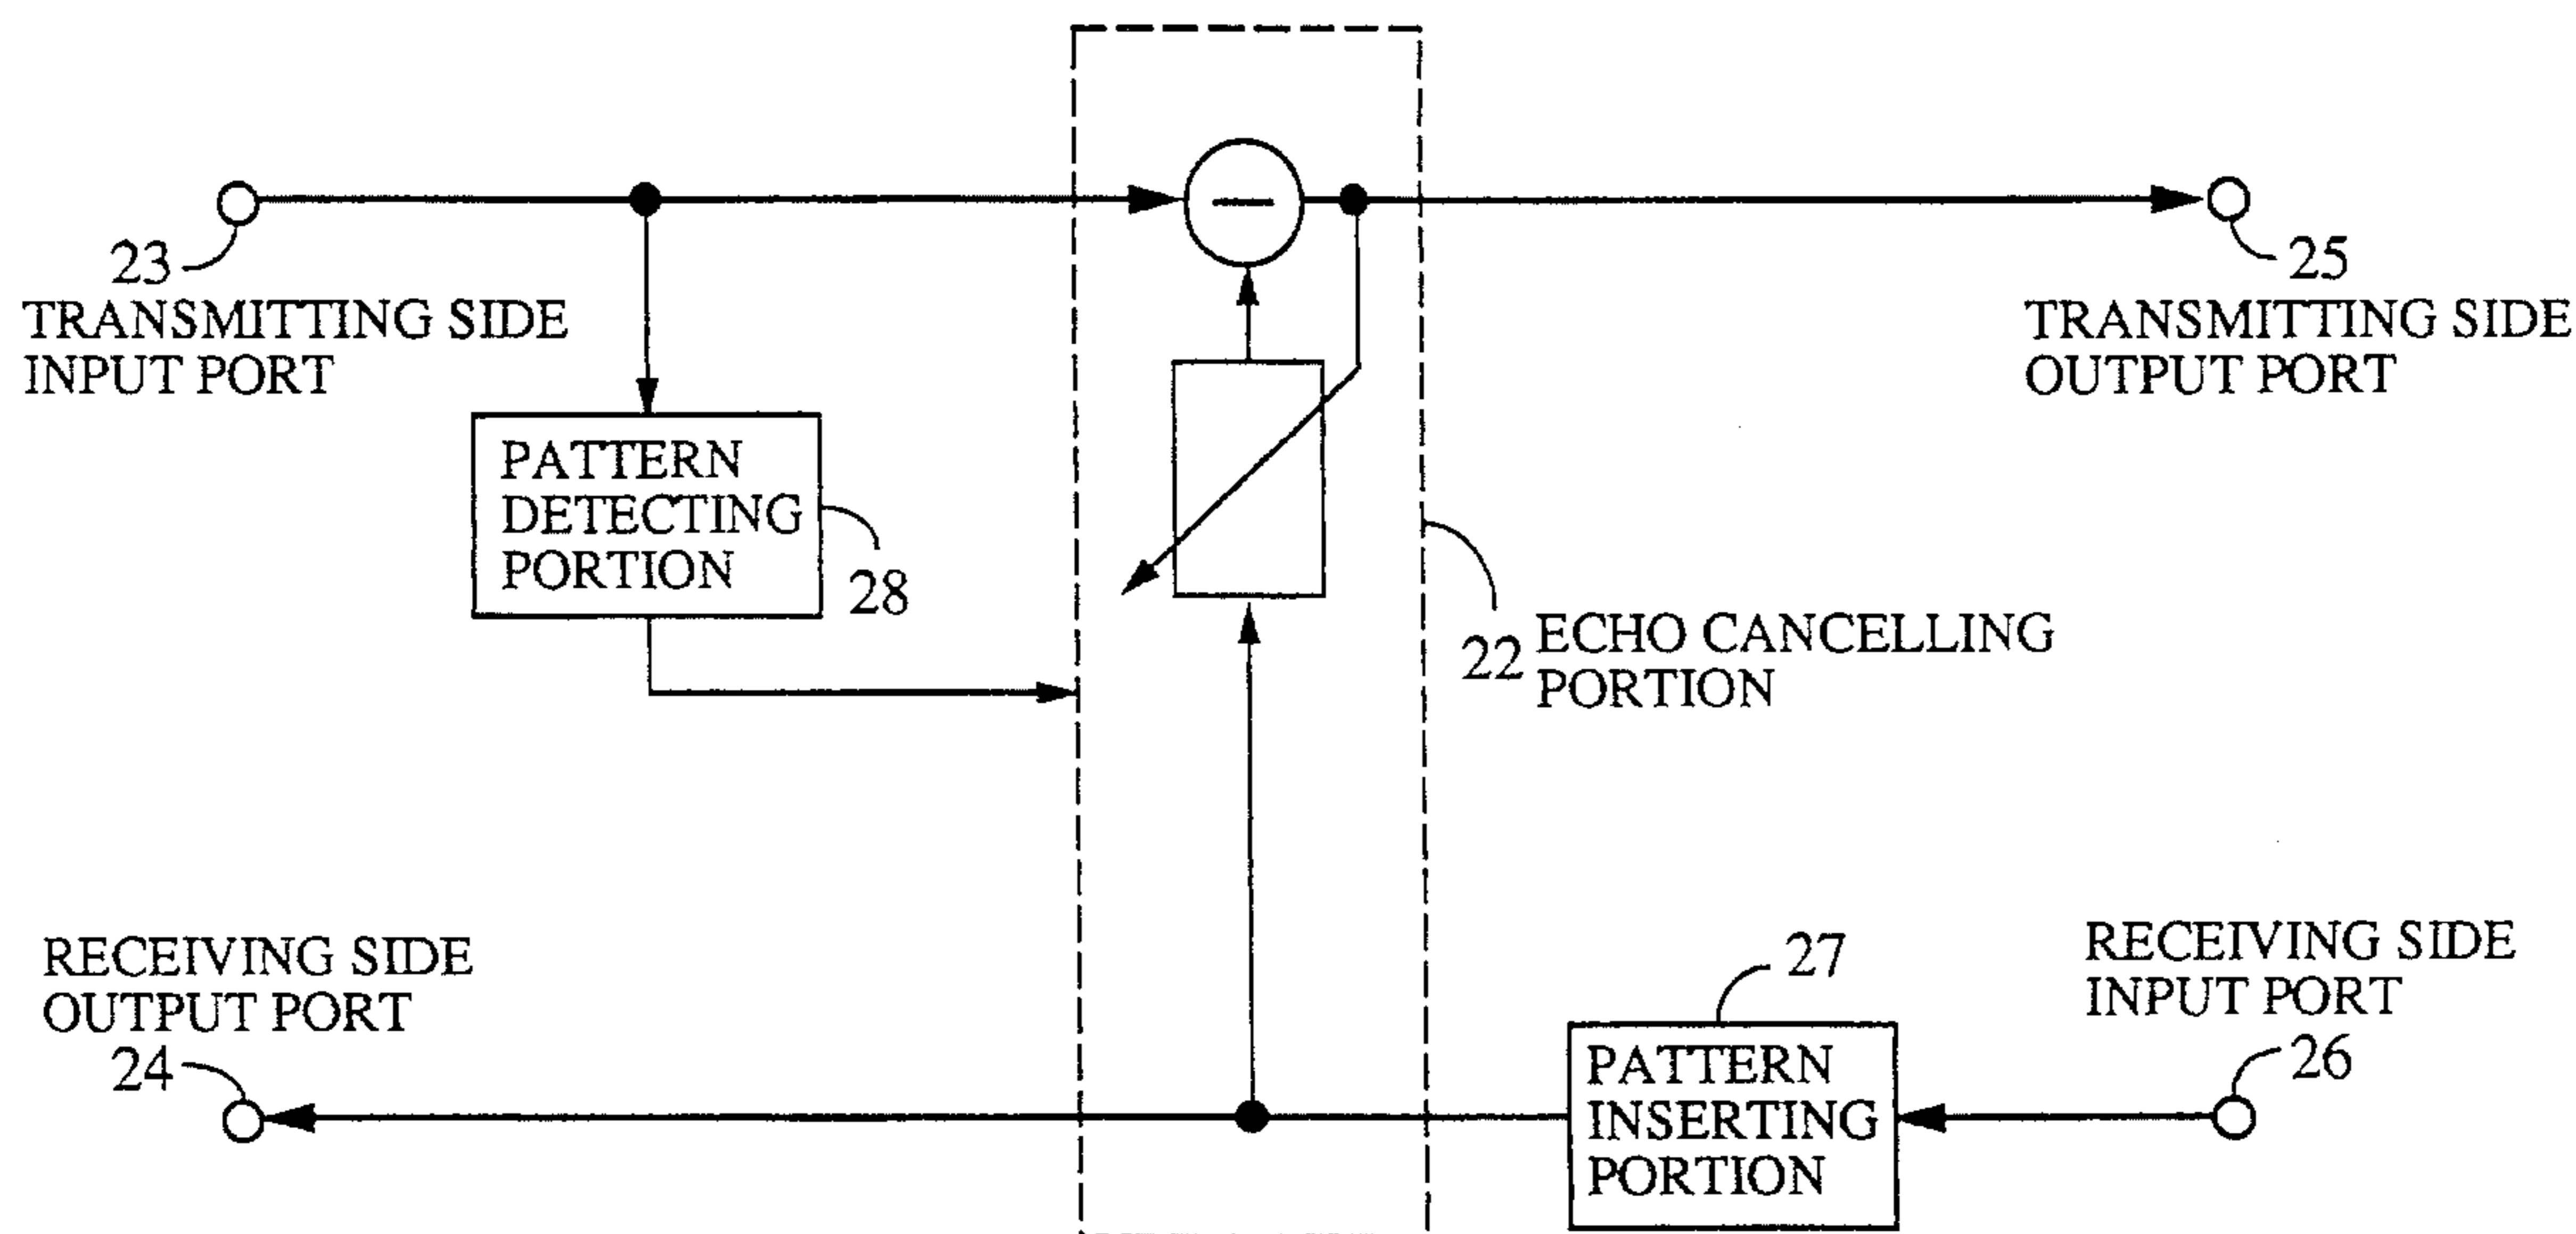 23
TRANSMITTING SIDE
INPUT PORT
25
TRANSMITTING SIDE
OUTPUT PORT
PATTERN
DETECTING
PORTION
28
22
ECHO CANCELLING
PORTION
RECEIVING SIDE
OUTPUT PORT
24
27
PATTERN
INSERTING
PORTION
RECEIVING SIDE
INPUT PORT
26